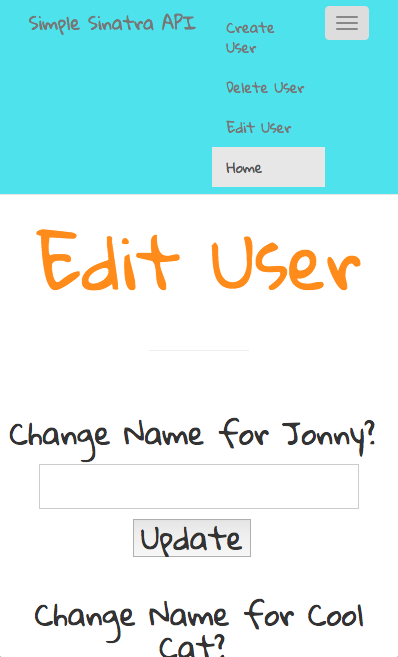 Simple Sinatra API
Create
User
Delete User
Edit User
Home
Edit User
Change Name for Jonny?
Update
Change Name for Cool
Cat?